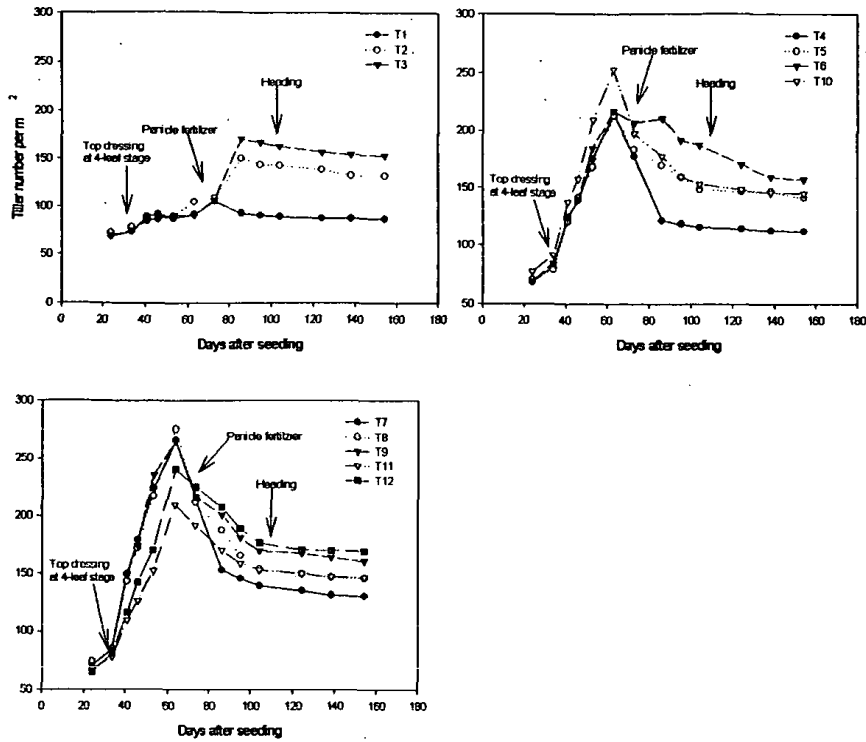 300
250
200
150
100
50
0
Tiller number per m 2
T1
T2
T3
Heading
Panicle fertilizer
Top dressing
at 4-leaf stage
0 20 40 60 80 100 120 140 160 180
Days after seeding
300
250
200
150
100
50
T4
T5
T6
T10
Panicle fertilizer
Heading
Top dressing
at 4-leaf stage
0 20 40 60 80 100 120 140 160 180
Days after seeding
300
250
200
150
100
50
T7
T8
T9
T11
T12
Panicle fertilizer
Heading
Top dressing
at 4-leaf stage
0 20 40 60 80 100 120 140 160 180
Days after seeding